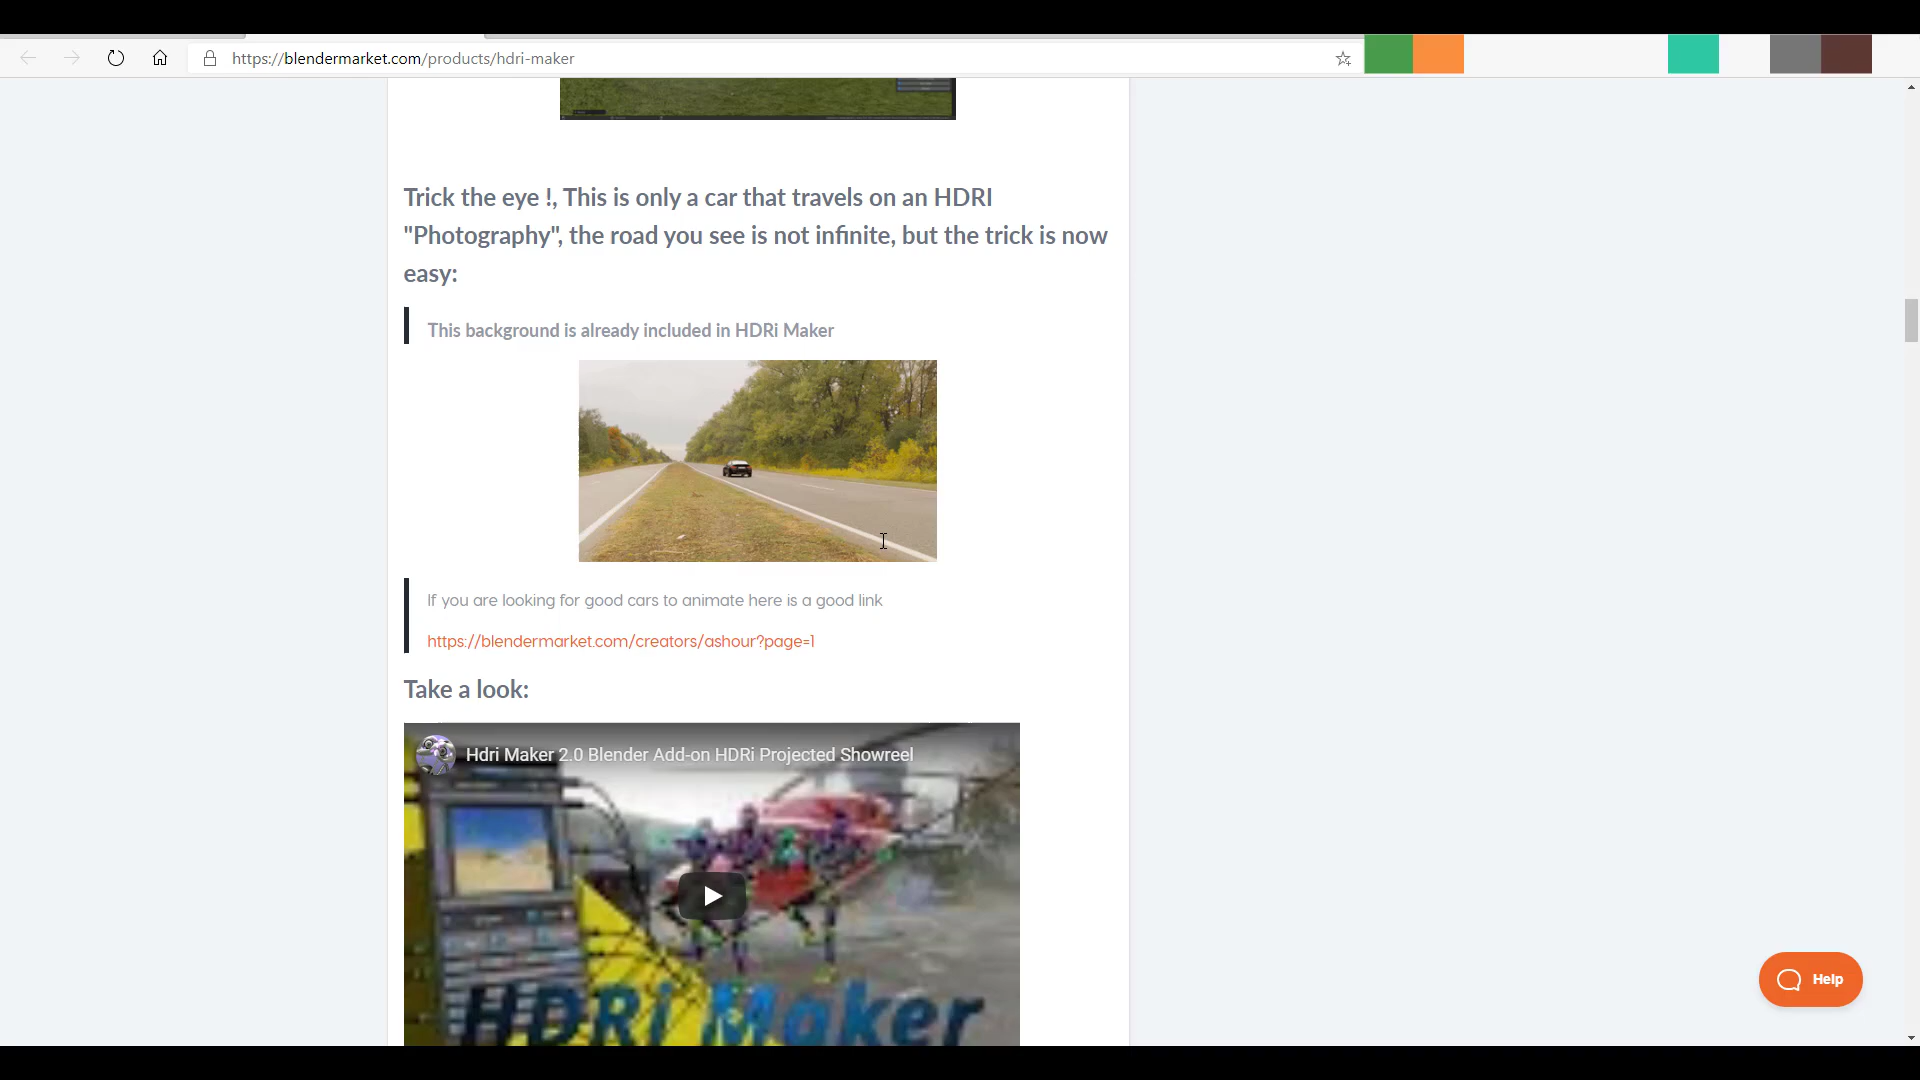 https://blendermarket.com/products/hdri-maker
Trick the eye !, This is only a car that travels on an HDRI
"Photography", the road you see is not infinite, but the trick is now
easy:
This background is already included in HDRi Maker
If you are looking for good cars to animate here is a good link
https://blendermarket.com/creators/ashour?page=1
Take a look:
Hdri Maker 2.0 Blender Add-on HDRi Projected Showreel
HDRi Maker
Help